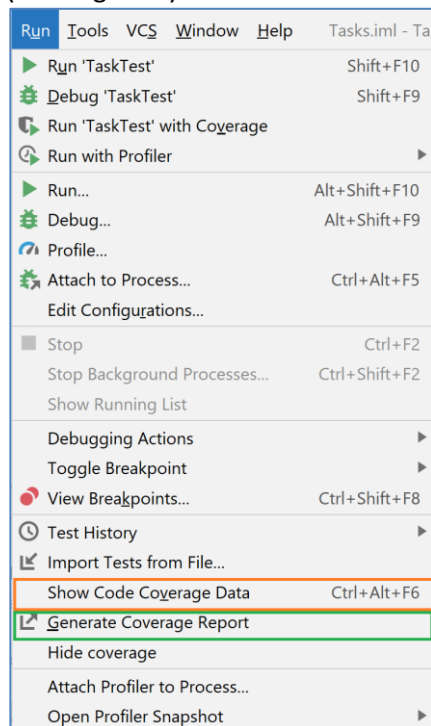 Run Tools VCS Window Help Tasks.iml - Ta
Run 'TaskTest' Shift+F10
Debug 'TaskTest' Shift+F9
Run 'TaskTest' with Coverage
Run with Profiler
Run... Alt+Shift+F10
Debug... Alt+Shift+F9
Profile...
Attach to Process... Ctrl+Alt+F5
Edit Configurations...
Stop Ctrl+F2
Stop Background Processes... Ctrl+Shift+F2
Show Running List
Debugging Actions
Toggle Breakpoint
View Breakpoints... Ctrl+Shift+F8
Test History
Import Tests from File...
Show Code Coverage Data Ctrl+Alt+F6
Generate Coverage Report
Hide coverage
Attach Profiler to Process...
Open Profiler Snapshot